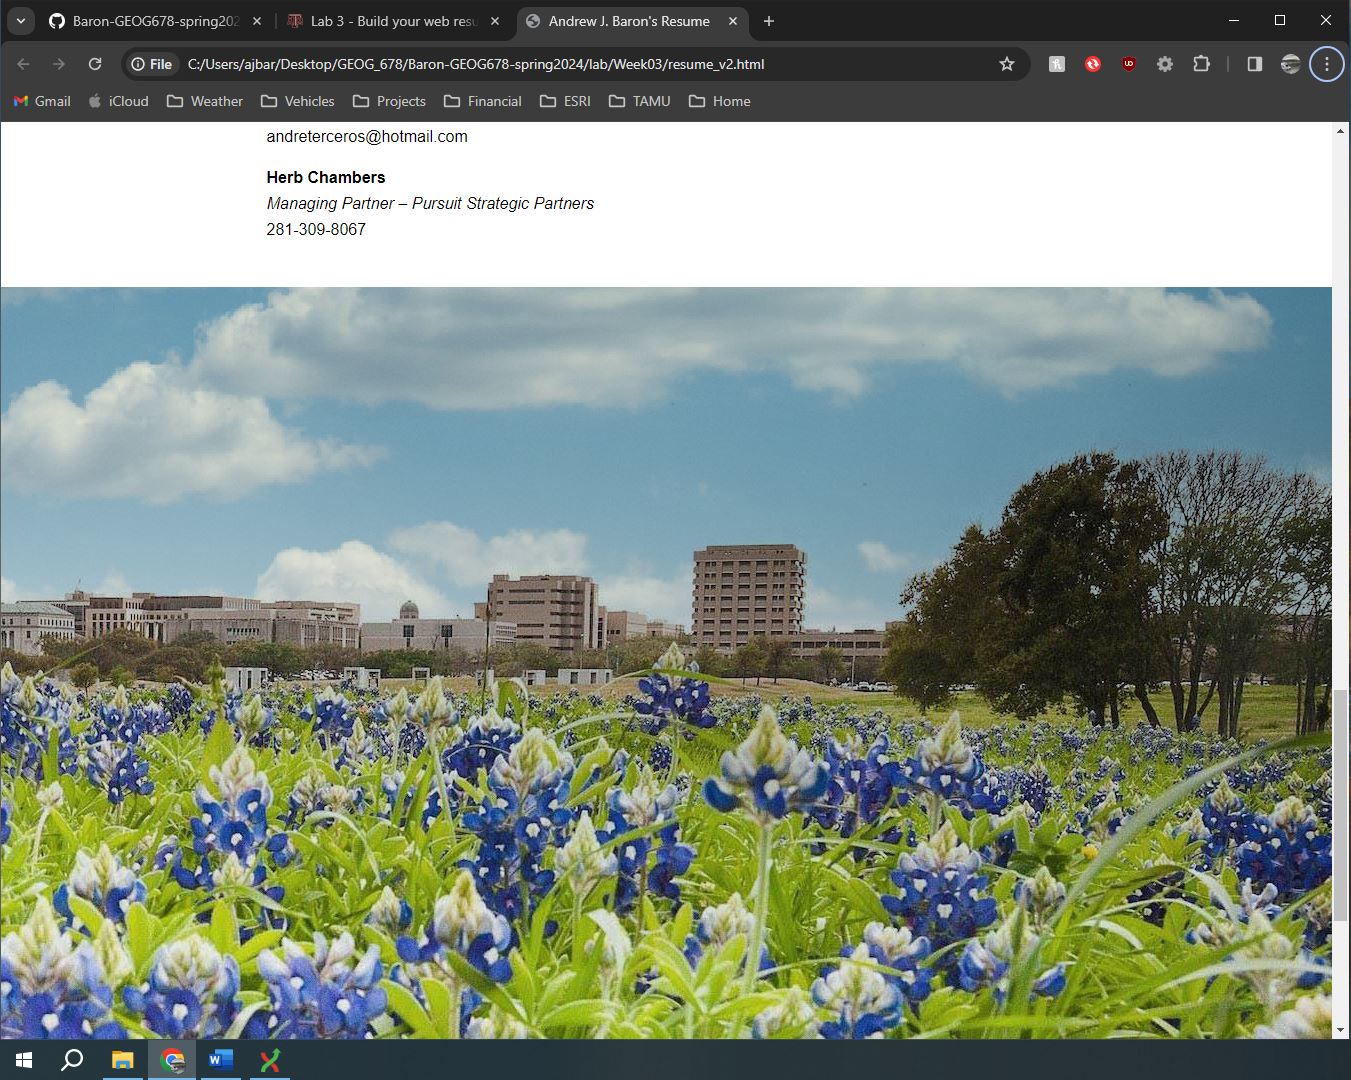 Baron-GEOG678-spring202
Lab 3 - Build your web resu
Andrew J. Baron's Resume
File
C:/Users/ajbar/Desktop/GEOG_678/Baron-GEOG678-spring2024/lab/Week03/resume_v2.html
Gmail
iCloud
Weather
Vehicles
Projects
Financial
ESRI
TAMU
Home
andreterceros@hotmail.com
Herb Chambers
Managing Partner – Pursuit Strategic Partners
281-309-8067